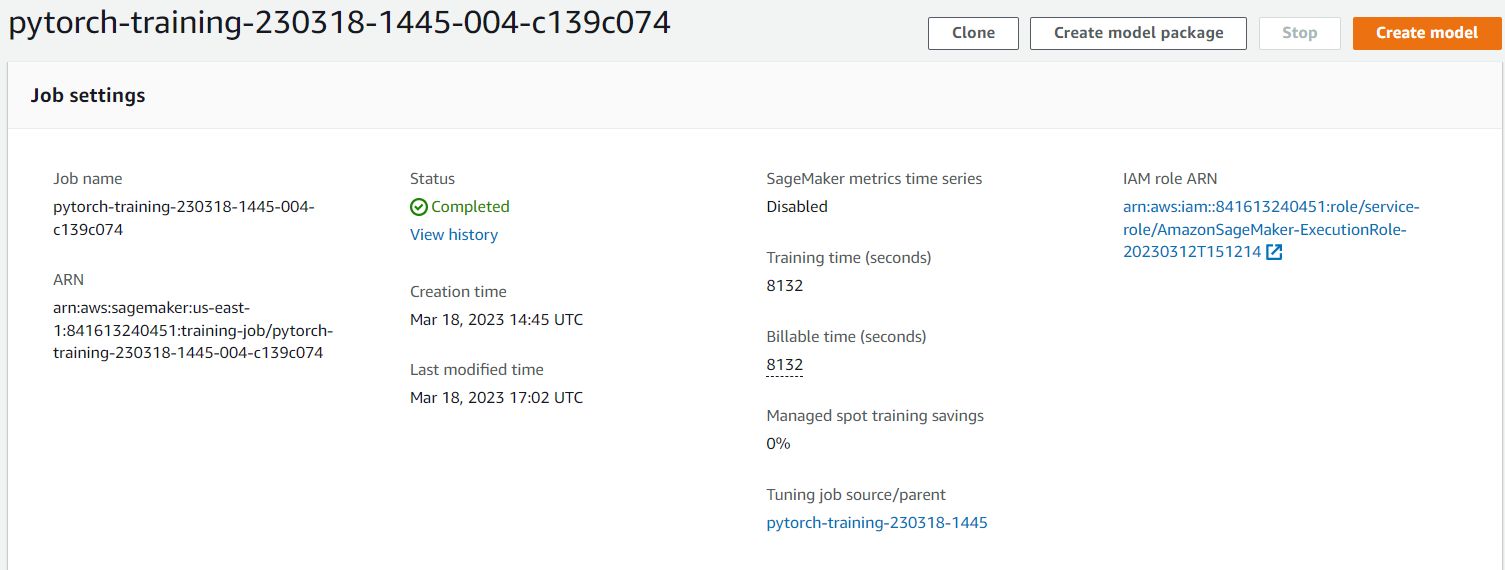 pytorch-training-230318-1445-004-c139c074
Clone
Create model package
Stop
Create model
Job settings
Job name
pytorch-training-230318-1445-004-
c139c074
ARN
arn:aws:sagemaker:us-east-
1:841613240451:training-job/pytorch-
training-230318-1445-004-c139c074
Status
Completed
View history
Creation time
Mar 18, 2023 14:45 UTC
Last modified time
Mar 18, 2023 17:02 UTC
SageMaker metrics time series
Disabled
Training time (seconds)
8132
Billable time (seconds)
8132
Managed spot training savings
0%
Tuning job source/parent
pytorch-training-230318-1445
IAM role ARN
arn:aws:iam::841613240451:role/service-
role/AmazonSageMaker-ExecutionRole-
20230312T151214